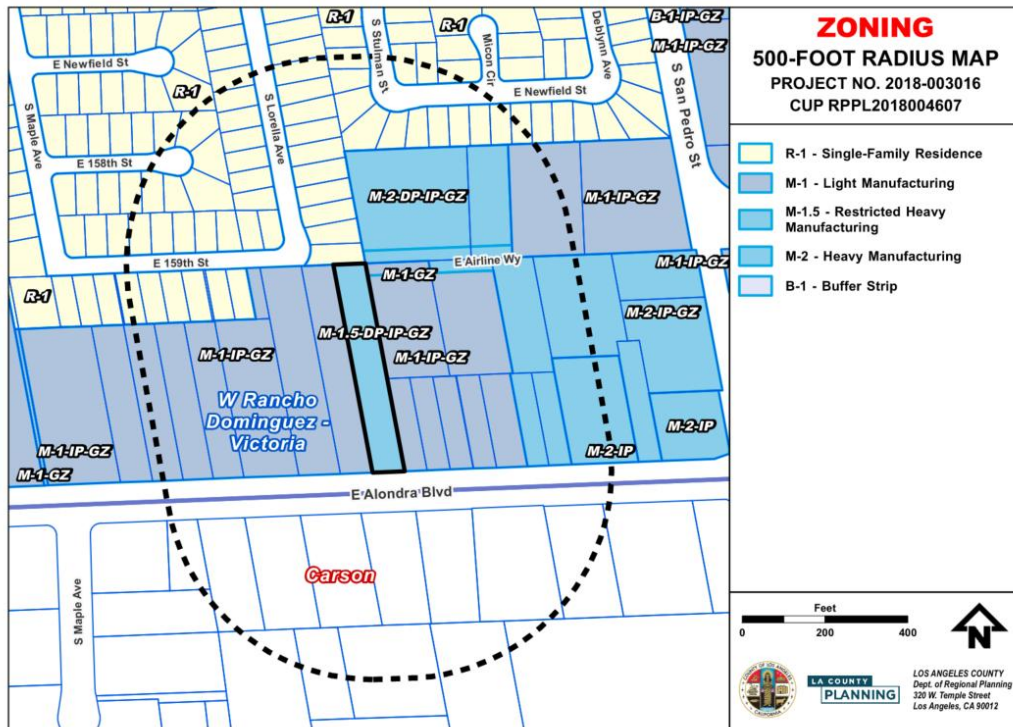 ZONING
500-FOOT RADIUS MAP
PROJECT NO. 2018-003016
CUP RPPL2018004607
R-1 - Single-Family Residence
M-1 - Light Manufacturing
M-1.5 - Restricted Heavy
Manufacturing
M-2 - Heavy Manufacturing
B-1 - Buffer Strip
R-1
R-1
B-1-IP-GZ
M-1-IP-GZ
E Newfield St
S Stulman St
Micon Cir
Deblynn Ave
R-1
E Newfield St
S San Pedro St
S Maple Ave
S Lorella Ave
E 158th St
M-2-DP-IP-GZ
M-1-IP-GZ
E 159th St
E Airline Wy
M-1-IP-GZ
M-1-GZ
R-1
M-2-IP-GZ
M-1.5-DP-IP-GZ
M-1-IP-GZ
M-1-IP-GZ
W Rancho
Dominguez -
Victoria
M-2-IP
M-1-IP-GZ
M-2-IP
M-1-GZ
E Alondra Blvd
Carson
S Maple Ave
Feet
0 200 400
N
LA COUNTY
PLANNING
LOS ANGELES COUNTY
Dept. of Regional Planning
320 W. Temple Street
Los Angeles, CA 90012